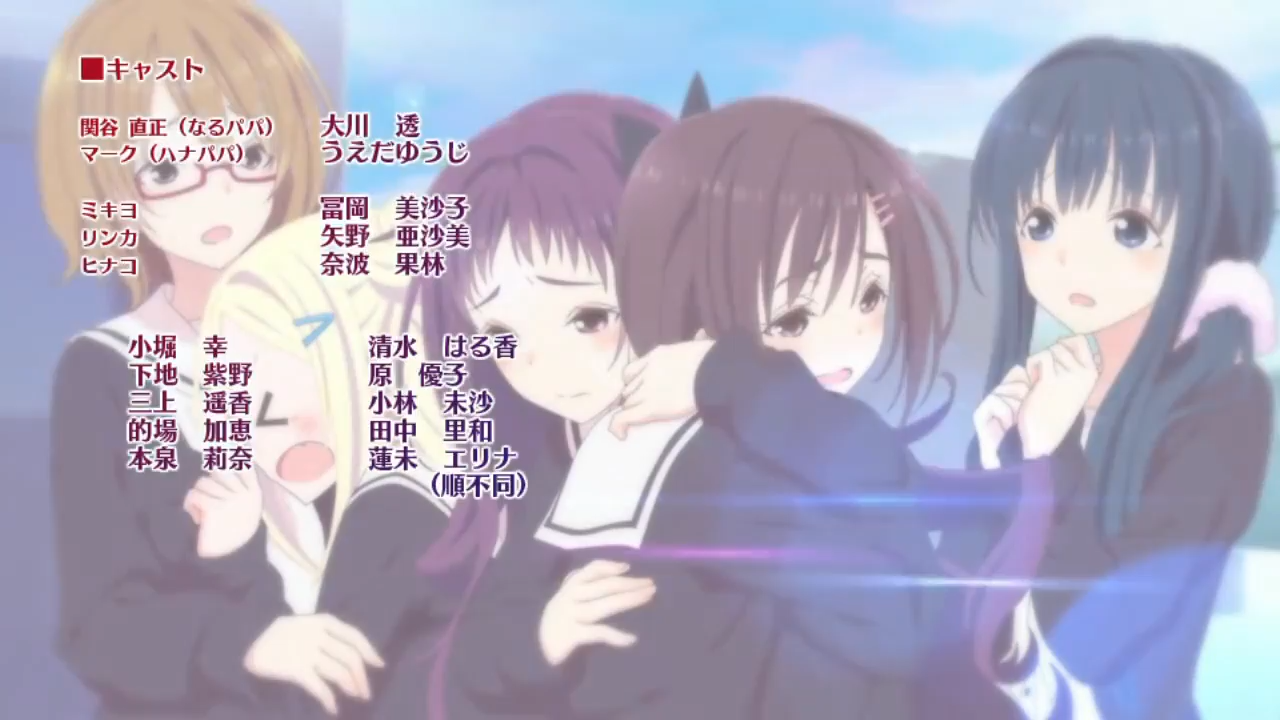 ■キャスト
関谷 直正（なるパパ） 大川 透
マーク（ハナパパ） うえだゆうじ
ミキヨ 冨岡 美沙子
リンカ 矢野 亜沙美
ヒナコ 奈波 果林
小堀 幸 清水 はる香
下地 紫野 原 優子
三上 遥香 小林 未沙
的場 加恵 田中 里和
本泉 莉奈 蓮未 エリナ
（順不同）